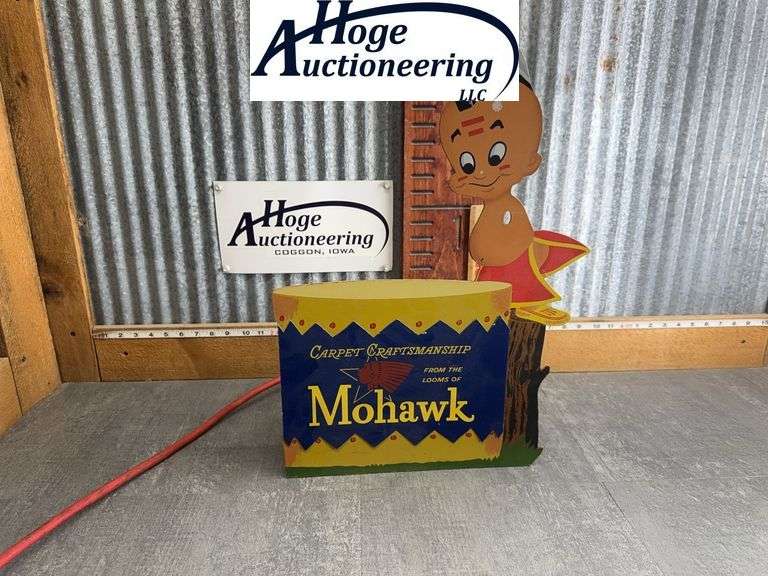 Hoge
Auctioneering
LLC
Hoge
Auctioneering
COGGON, IOWA
CARPET CRAFTSMANSHIP
FROM THE
LOOMS OF
Mohawk